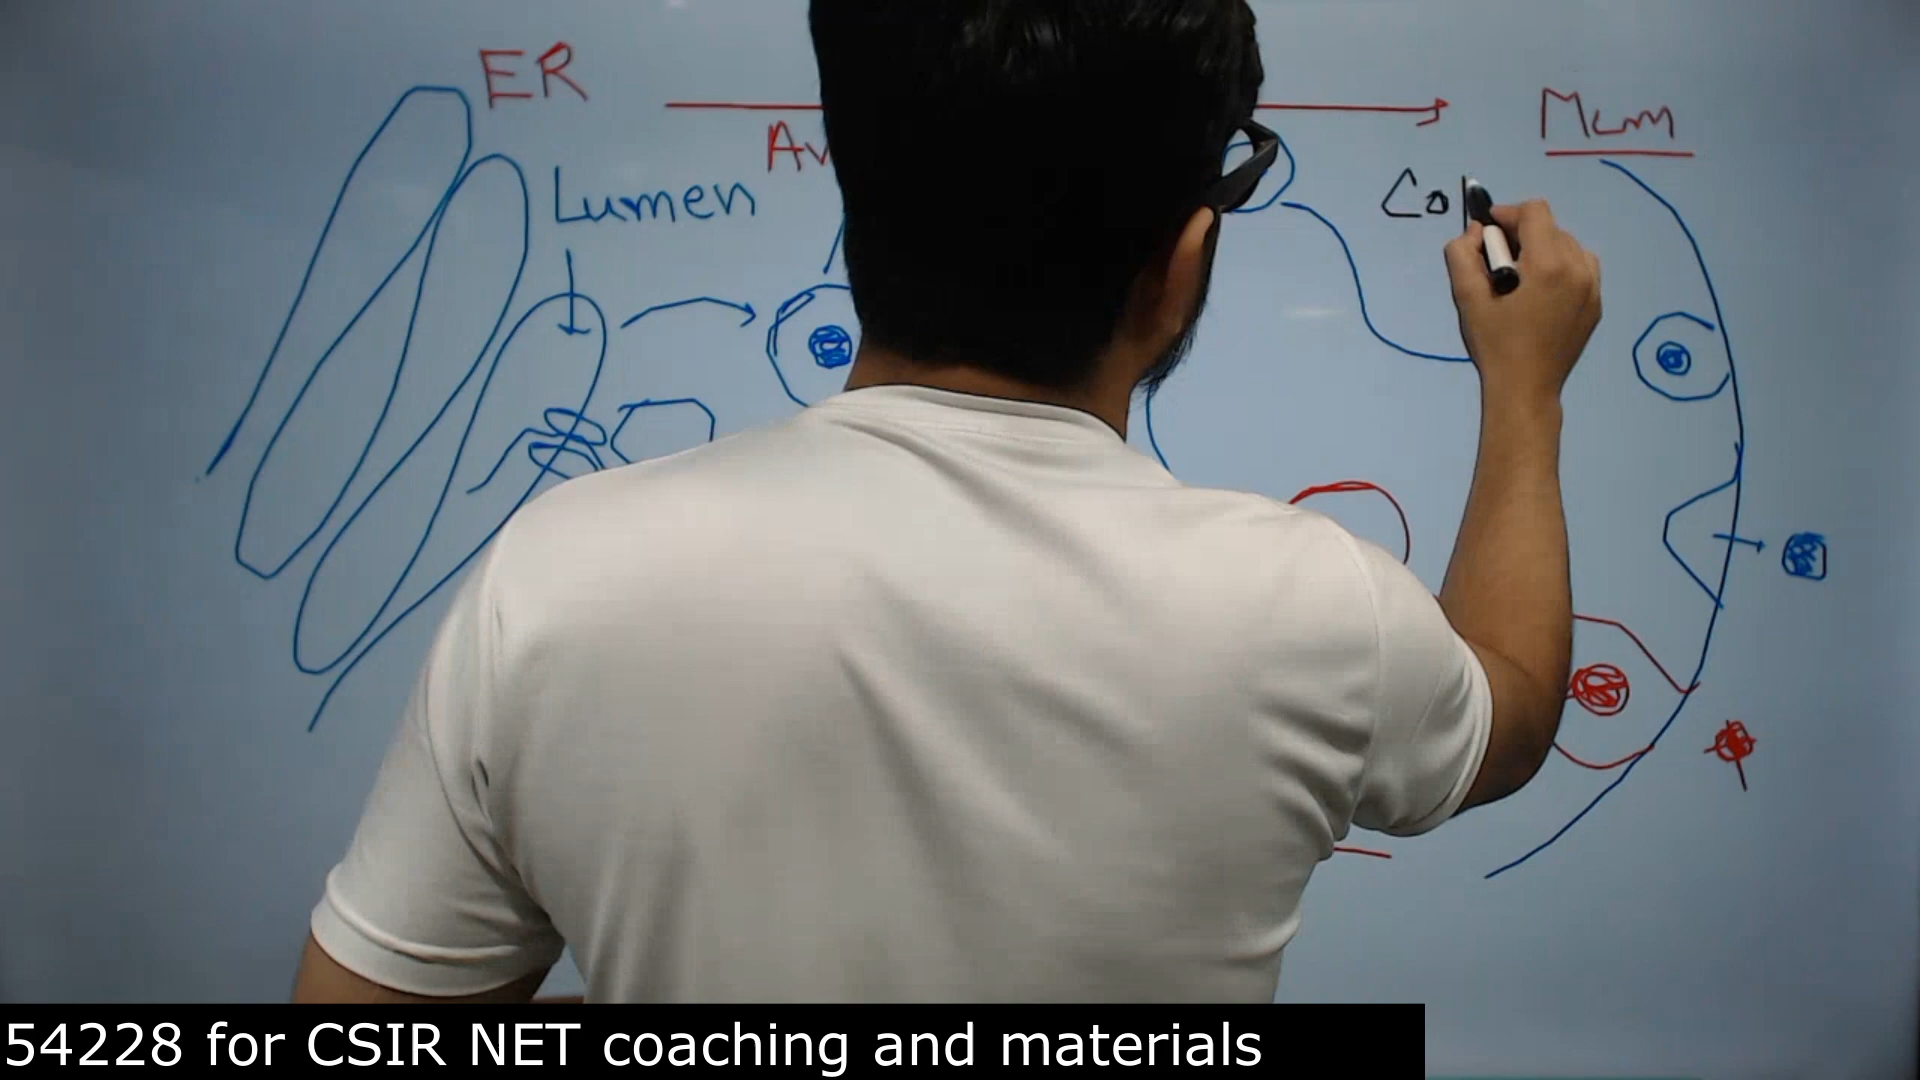 ER
Mem
Av
Lumen
Co
54228 for CSIR NET coaching and materials